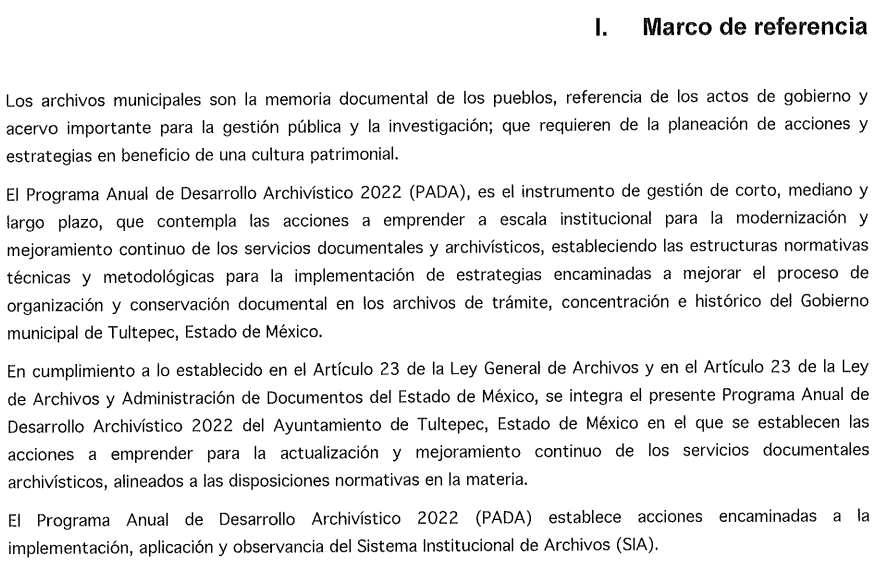 I. Marco de referencia
Los archivos municipales son la memoria documental de los pueblos, referencia de los actos de gobierno y
acervo importante para la gestión pública y la investigación; que requieren de la planeación de acciones y
estrategias en beneficio de una cultura patrimonial.
El Programa Anual de Desarrollo Archivístico 2022 (PADA), es el instrumento de gestión de corto, mediano y
largo plazo, que contempla las acciones a emprender a escala institucional para la modernización y
mejoramiento continuo de los servicios documentales y archivísticos, estableciendo las estructuras normativas
técnicas y metodológicas para la implementación de estrategias encaminadas a mejorar el proceso de
organización y conservación documental en los archivos de trámite, concentración e histórico del Gobierno
municipal de Tultepec, Estado de México.
En cumplimiento a lo establecido en el Artículo 23 de la Ley General de Archivos y en el Artículo 23 de la Ley
de Archivos y Administración de Documentos del Estado de México, se integra el presente Programa Anual de
Desarrollo Archivístico 2022 del Ayuntamiento de Tultepec, Estado de México en el que se establecen las
acciones a emprender para la actualización y mejoramiento continuo de los servicios documentales
archivísticos, alineados a las disposiciones normativas en la materia.
El Programa Anual de Desarrollo Archivístico 2022 (PADA) establece acciones encaminadas a la
implementación, aplicación y observancia del Sistema Institucional de Archivos (SIA).